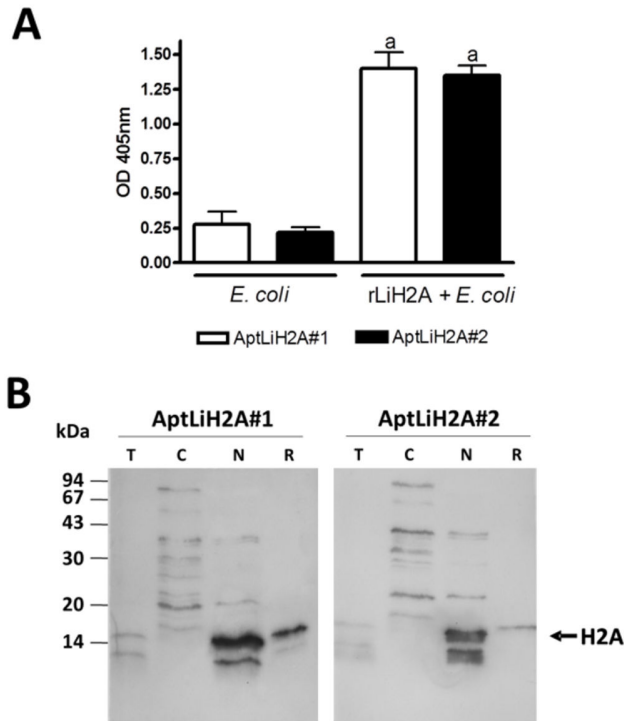 A
OD 405nm
1.50
1.25
1.00
0.75
0.50
0.25
0.00
a a
E. coli rLiH2A + E. coli
AptLiH2A#1 AptLiH2A#2
B
AptLiH2A#1 AptLiH2A#2
kDa
T C N R T C N R
94
67
43
30
20
14
H2A